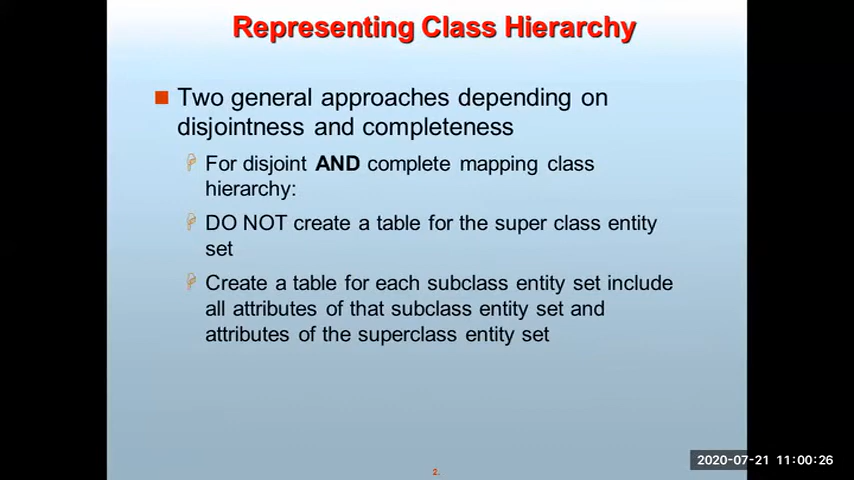 Representing Class Hierarchy
Two general approaches depending on
disjointness and completeness
For disjoint AND complete mapping class
hierarchy:
DO NOT create a table for the super class entity
set
Create a table for each subclass entity set include
all attributes of that subclass entity set and
attributes of the superclass entity set
2.
2020-07-21 11:00:26